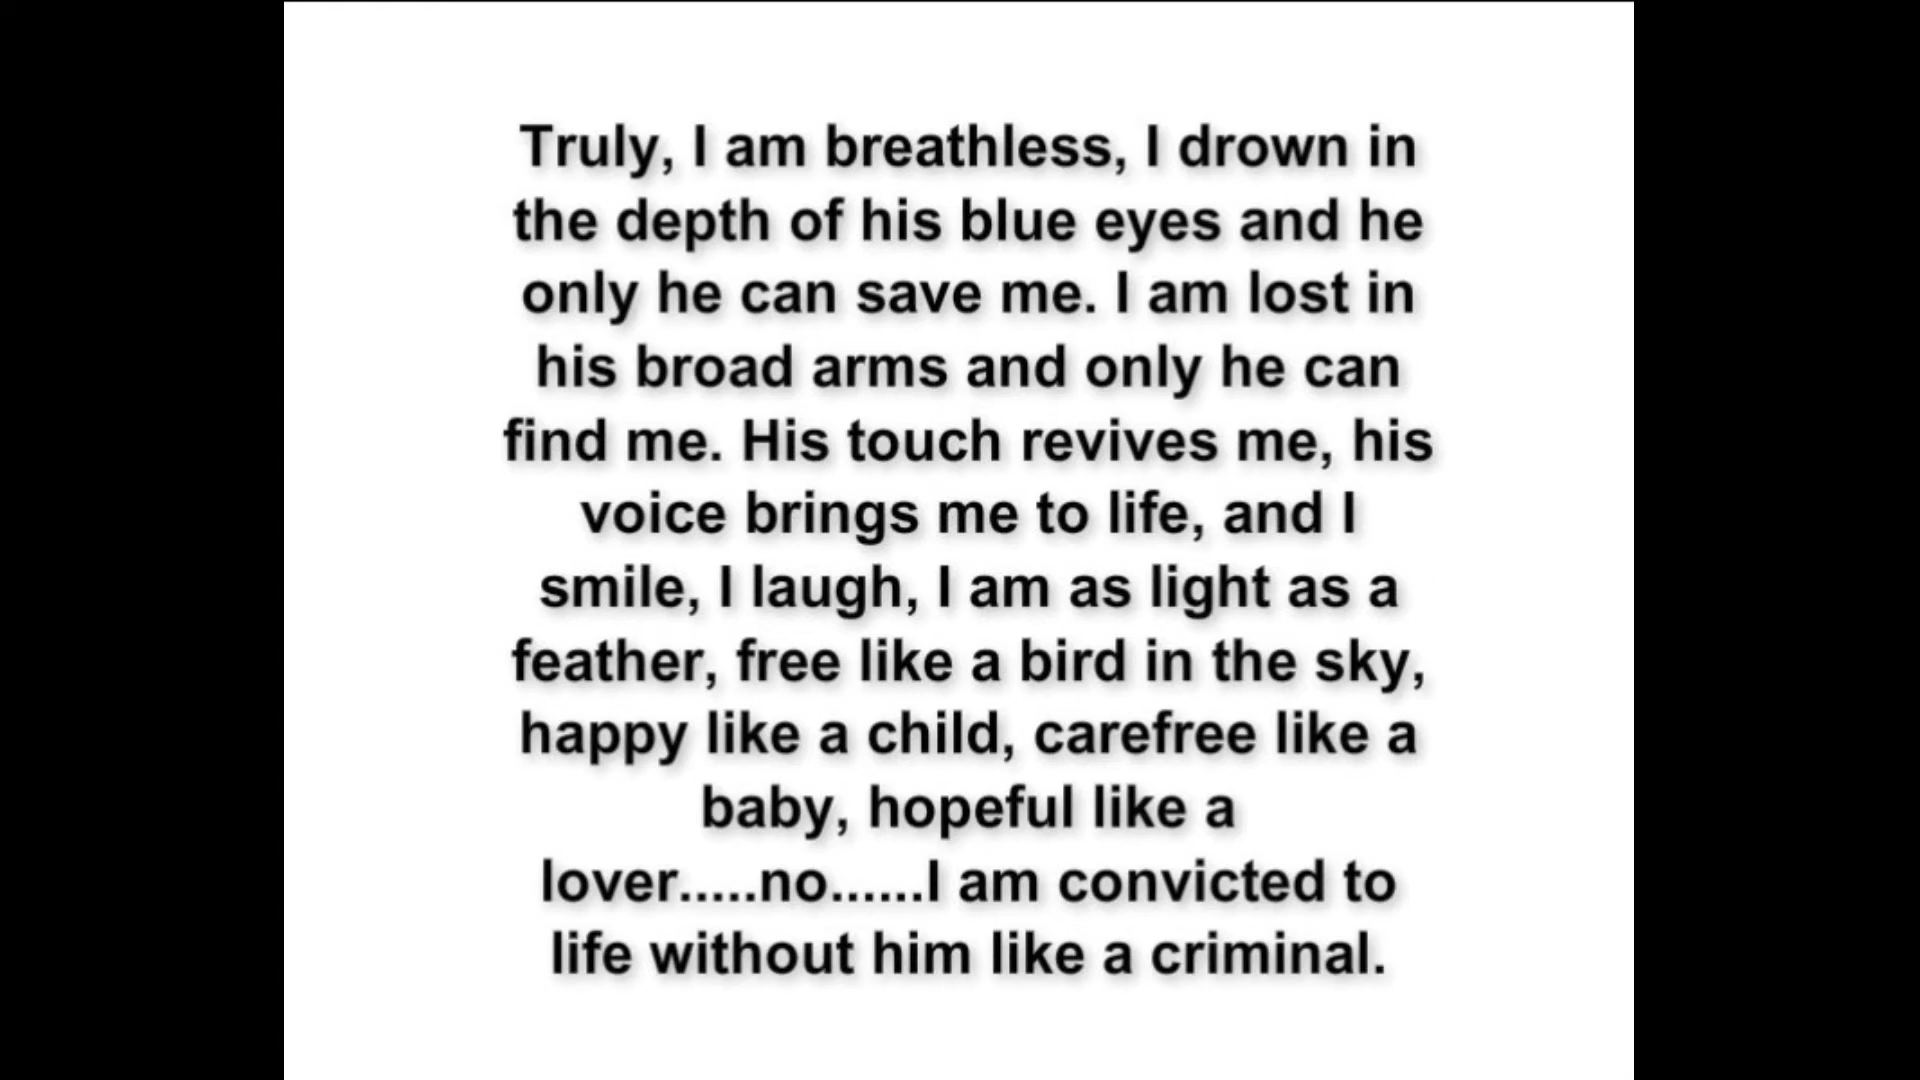 Truly, I am breathless, I drown in
the depth of his blue eyes and he
only he can save me. I am lost in
his broad arms and only he can
find me. His touch revives me, his
voice brings me to life, and I
smile, I laugh, I am as light as a
feather, free like a bird in the sky,
happy like a child, carefree like a
baby, hopeful like a
lover.....no......I am convicted to
life without him like a criminal.